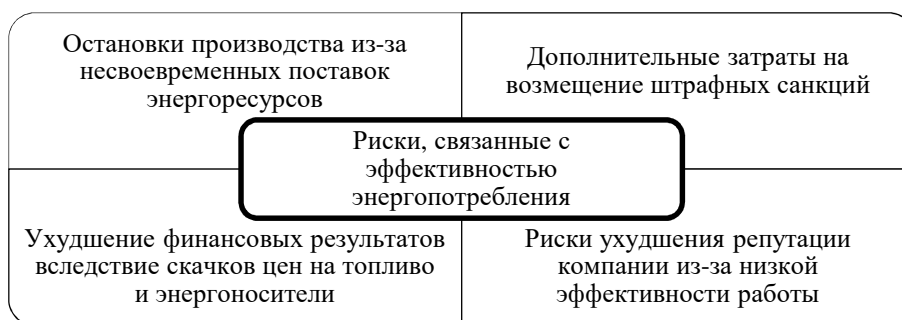 Остановки производства из-за
несвоевременных поставок
энергоресурсов
Дополнительные затраты на
возмещение штрафных санкций
Риски, связанные с
эффективностью
энергопотребления
Ухудшение финансовых результатов
вследствие скачков цен на топливо
и энергоносители
Риски ухудшения репутации
компании из-за низкой
эффективности работы